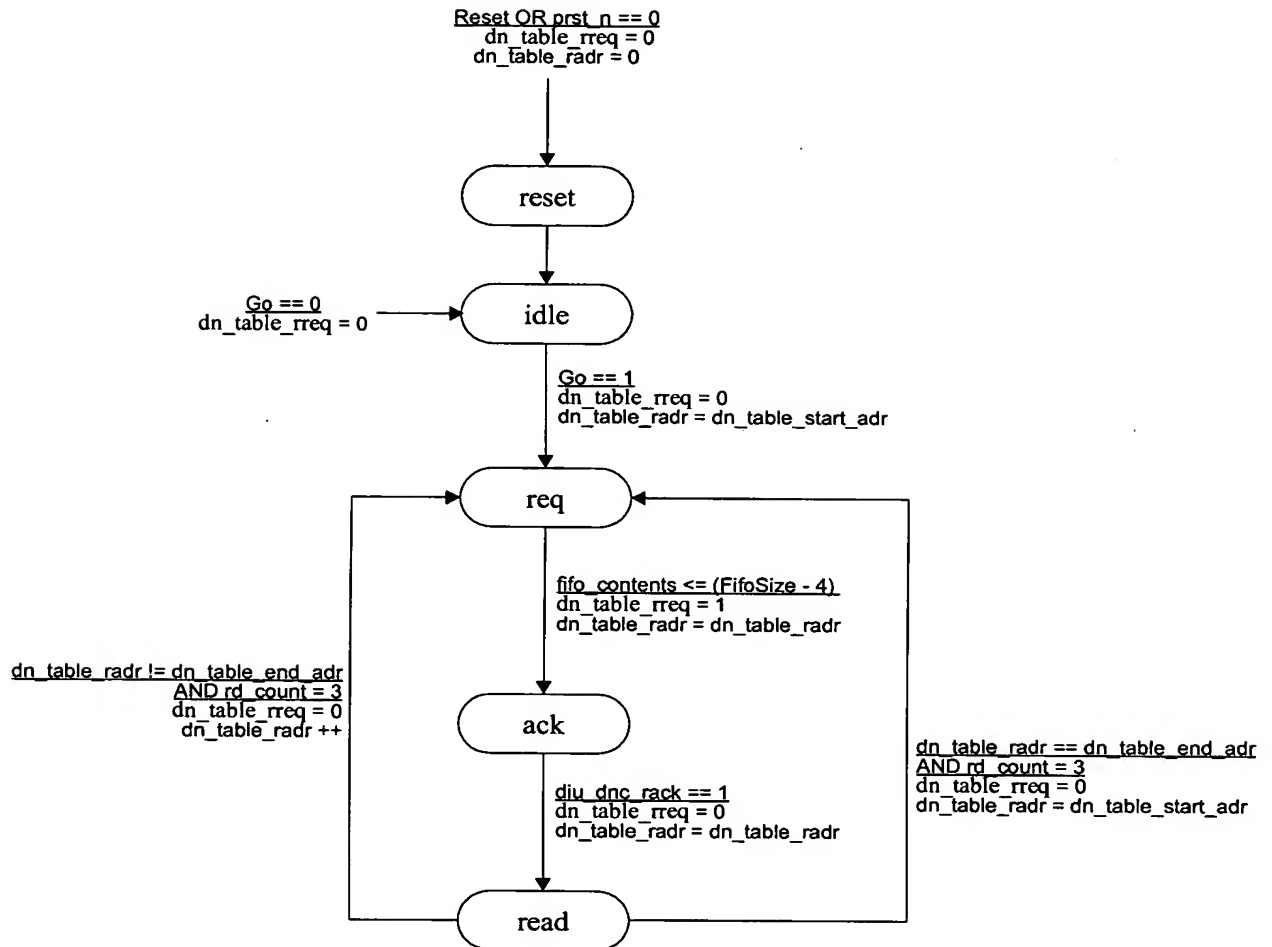 Reset OR prst_n == 0
dn_table_rreq = 0
dn_table_radr = 0
reset
Go == 0
dn_table_rreq = 0
idle
Go == 1
dn_table_rreq = 0
dn_table_radr = dn_table_start_adr
req
fifo_contents <= (FifoSize - 4)
dn_table_rreq = 1
dn_table_radr = dn_table_radr
dn_table_radr != dn_table_end_adr
AND rd_count = 3
dn_table_rreq = 0
dn_table_radr ++
ack
dn_table_radr == dn_table_end_adr
AND rd_count = 3
dn_table_rreq = 0
dn_table_radr = dn_table_start_adr
diu_dnc_rack == 1
dn_table_rreq = 0
dn_table_radr = dn_table_radr
read